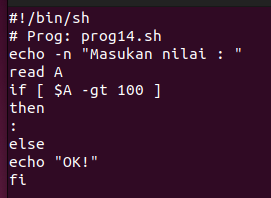 #!/bin/sh
# Prog: prog14.sh
echo -n "Masukan nilai : "
read A
if [ $A -gt 100 ]
then
:
else
echo "OK!"
fi